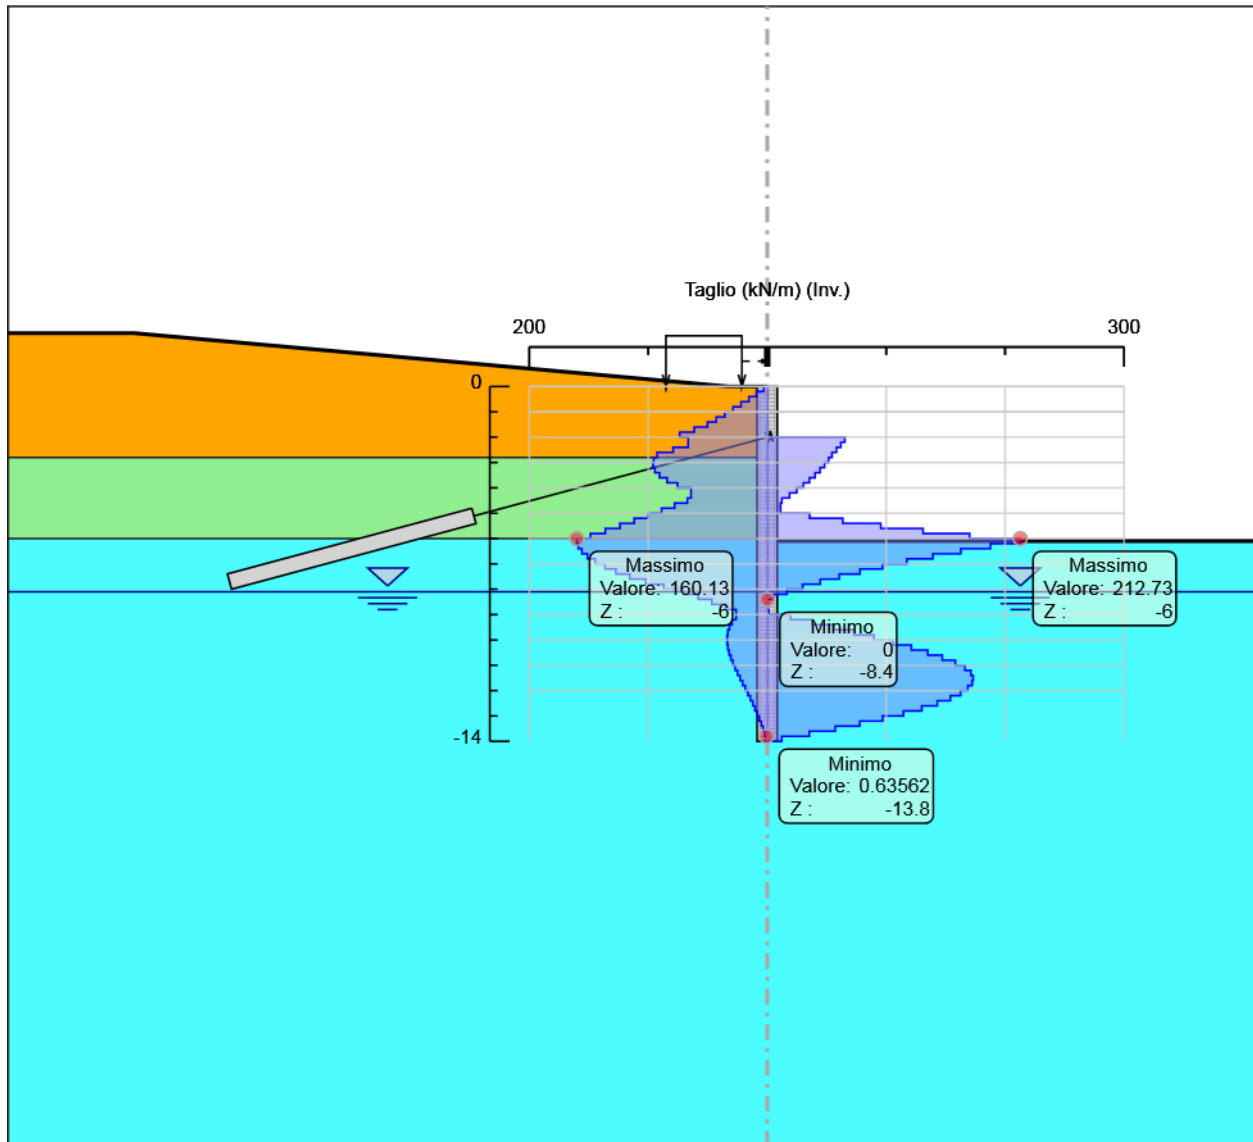 Taglio (kN/m) (Inv.)
200 300
0
Massimo
Valore: 160.13
Z : -6
Massimo
Valore: 212.73
Z : -6
Minimo
Valore: 0
Z : -8.4
-14
Minimo
Valore: 0.63562
Z : -13.8